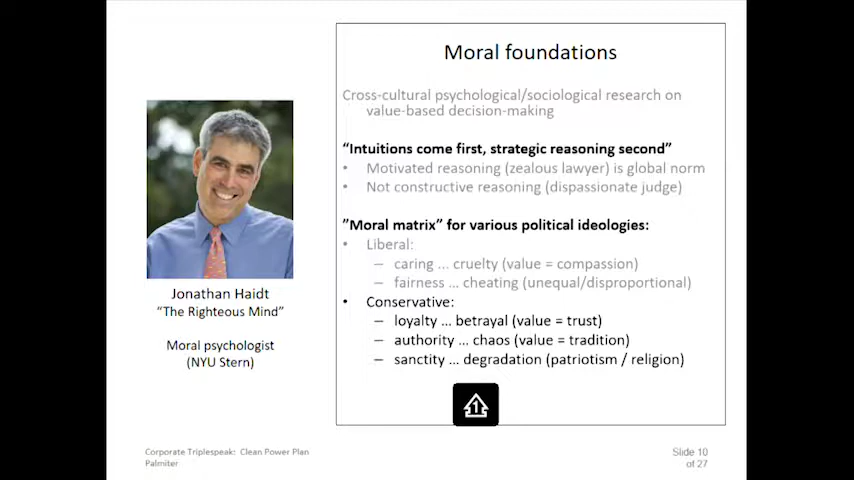 Moral foundations
Cross-cultural psychological/sociological research on
value-based decision-making
“Intuitions come first, strategic reasoning second”
• Motivated reasoning (zealous lawyer) is global norm
• Not constructive reasoning (dispassionate judge)
”Moral matrix” for various political ideologies:
• Liberal:
– caring ... cruelty (value = compassion)
– fairness ... cheating (unequal/disproportional)
• Conservative:
– loyalty ... betrayal (value = trust)
– authority ... chaos (value = tradition)
– sanctity ... degradation (patriotism / religion)
Jonathan Haidt
“The Righteous Mind”
Moral psychologist
(NYU Stern)
1
Corporate Triplespeak: Clean Power Plan
Palmiter
Slide 10
of 27